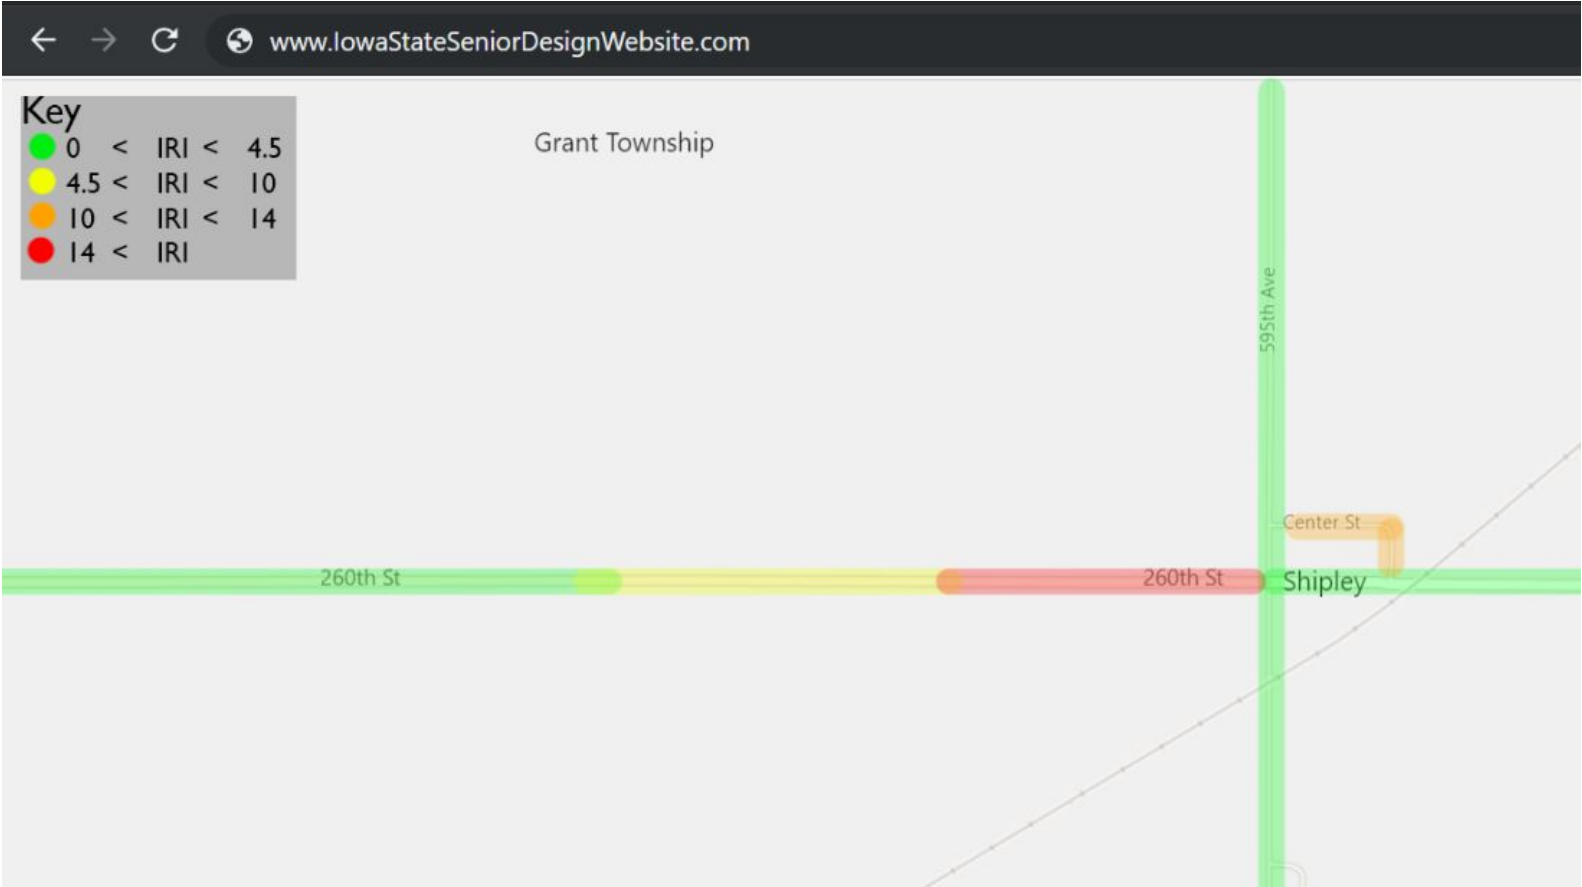 www.IowaStateSeniorDesignWebsite.com
Key
0 < IRI < 4.5
4.5 < IRI < 10
10 < IRI < 14
14 < IRI
Grant Township
595th Ave
Center St
260th St
260th St
Shipley